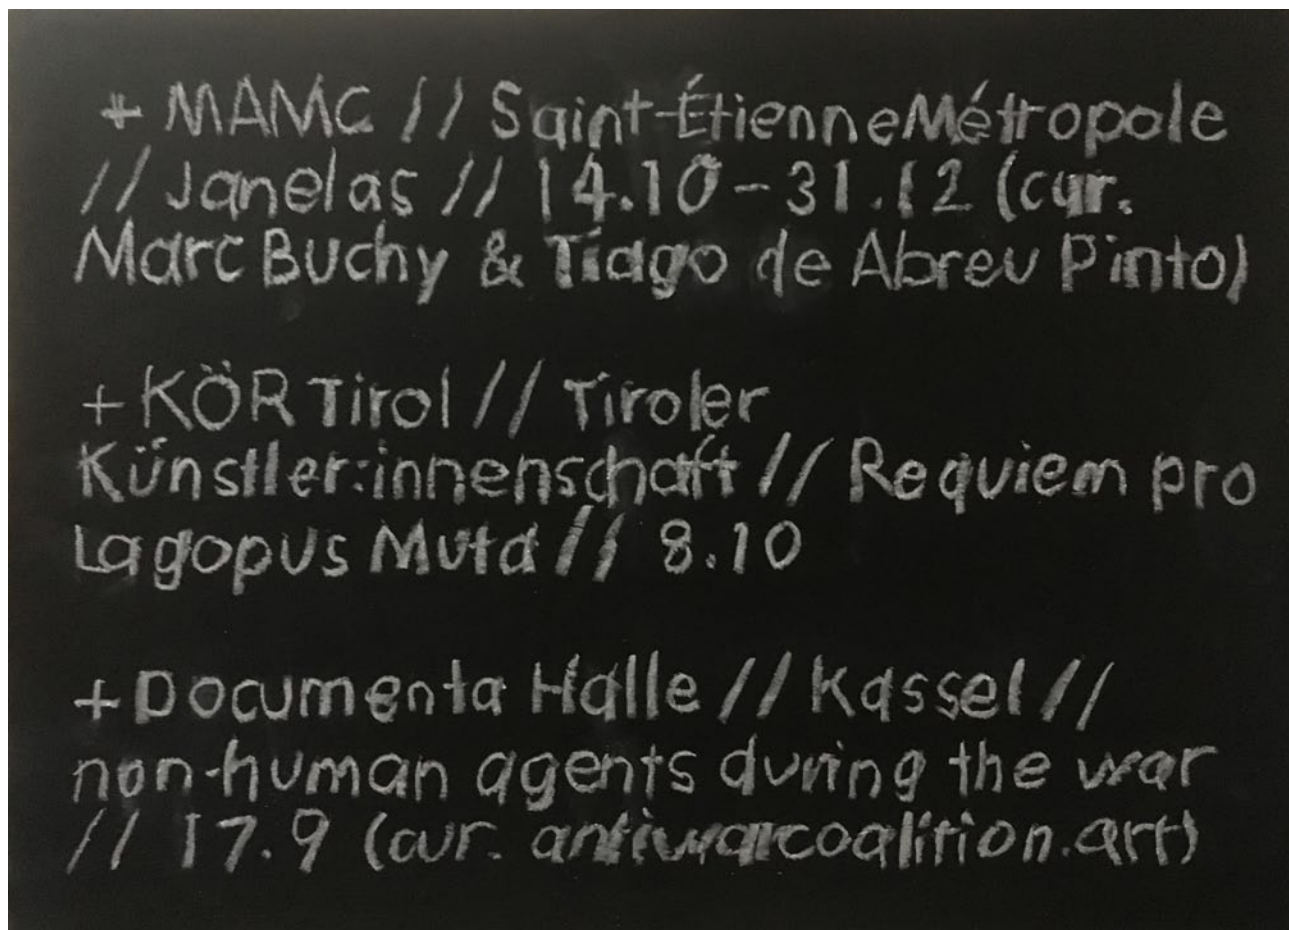 + MAMC // Saint-Étienne Métropole
// Janelas // 14.10 - 31.12 (cur.
Marc Buchy & Tiago de Abreu Pinto)
+ KÖR Tirol // Tiroler
Künstler:innenschaft // Requiem pro
Lagopus Muta // 8.10
+ Documenta Halle // Kassel //
non-human agents during the war
// 17.9 (cur. antiwarcoalition.art)